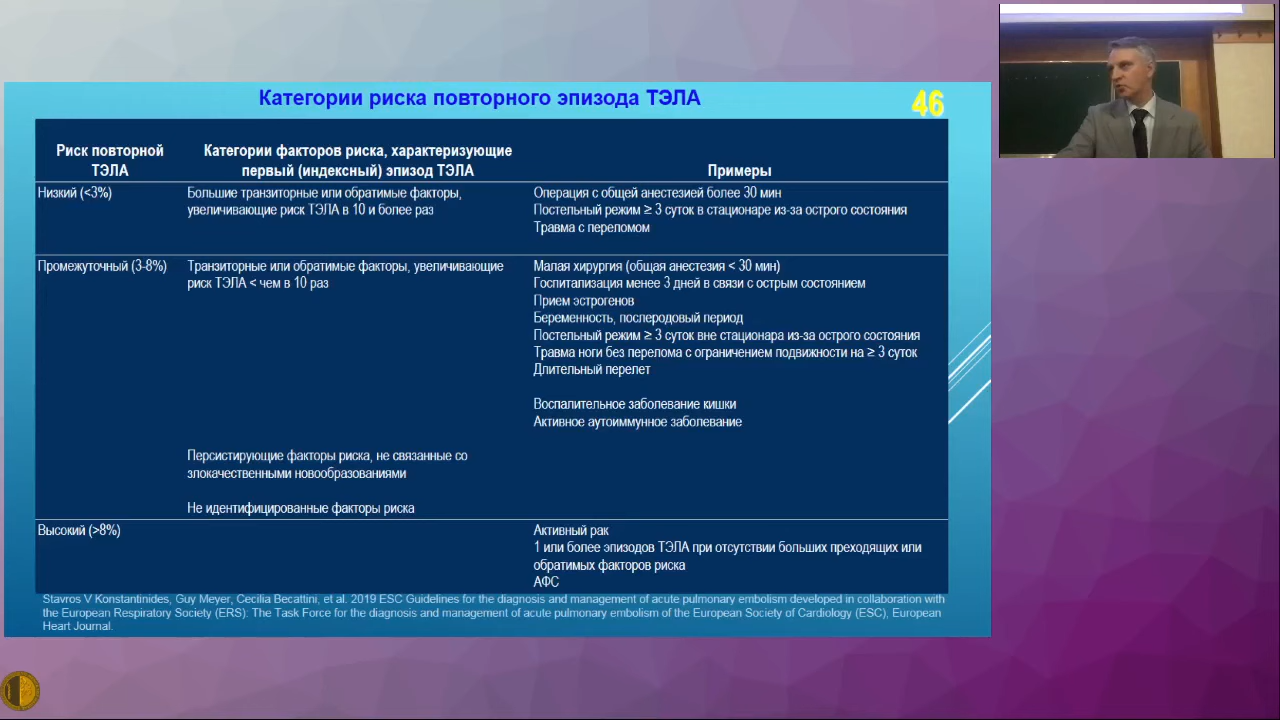 Категории риска повторного эпизода ТЭЛА
46
Риск повторной
ТЭЛА
Категории факторов риска, характеризующие
первый (индексный) эпизод ТЭЛА
Примеры
Низкий (<3%)
Большие транзиторные или обратимые факторы,
увеличивающие риск ТЭЛА в 10 и более раз
Операция с общей анестезией более 30 мин
Постельный режим ≥ 3 суток в стационаре из-за острого состояния
Травма с переломом
Промежуточный (3-8%)
Транзиторные или обратимые факторы, увеличивающие
риск ТЭЛА < чем в 10 раз
Малая хирургия (общая анестезия < 30 мин)
Госпитализация менее 3 дней в связи с острым состоянием
Прием эстрогенов
Беременность, послеродовый период
Постельный режим ≥ 3 суток вне стационара из-за острого состояния
Травма ноги без перелома с ограничением подвижности на ≥ 3 суток
Длительный перелет
Воспалительное заболевание кишки
Активное аутоиммунное заболевание
Персистирующие факторы риска, не связанные со
злокачественными новообразованиями
Не идентифицированные факторы риска
Высокий (>8%)
Активный рак
1 или более эпизодов ТЭЛА при отсутствии больших преходящих или
обратимых факторов риска
АФС
Stavros V Konstantinides, Guy Meyer, Cecilia Becattini, et al. 2019 ESC Guidelines for the diagnosis and management of acute pulmonary embolism developed in collaboration with
the European Respiratory Society (ERS): The Task Force for the diagnosis and management of acute pulmonary embolism of the European Society of Cardiology (ESC), European
Heart Journal.